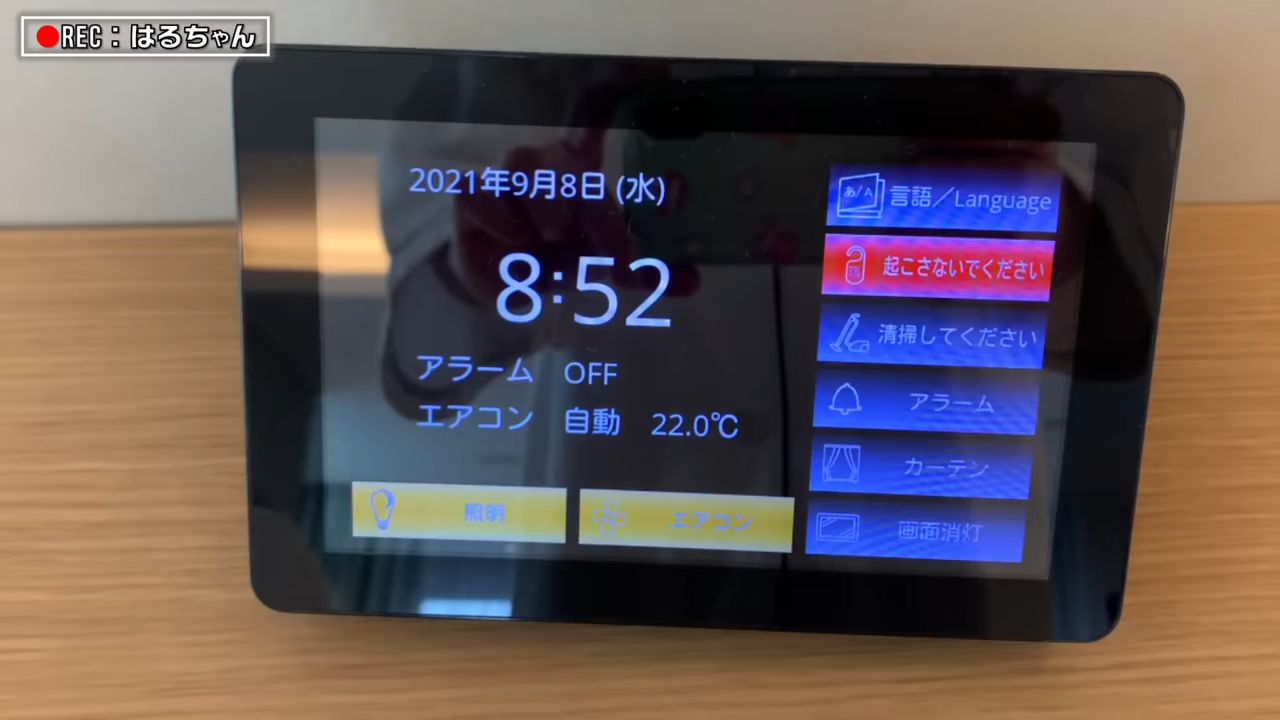 REC：はるちゃん
2021年9月8日 (水)
8:52
アラーム OFF
エアコン 自動 22.0℃
照明
エアコン
あ/A 言語／Language
起こさないでください
清掃してください
アラーム
カーテン
画面消灯